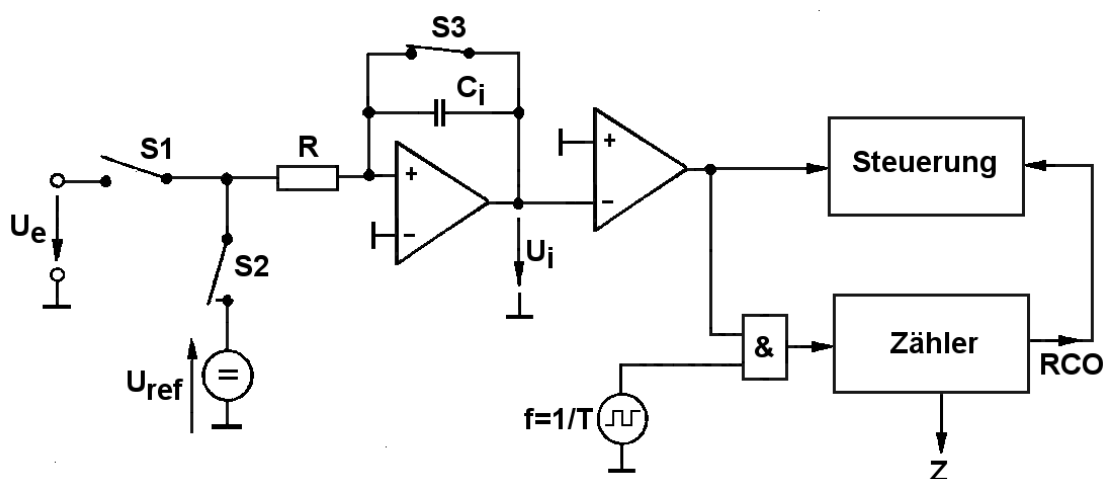 S3
Ci
S1
R
+
−
+
−
Steuerung
Ue
S2
Ui
Uref
=
&
Zähler
RCO
f=1/T
Z